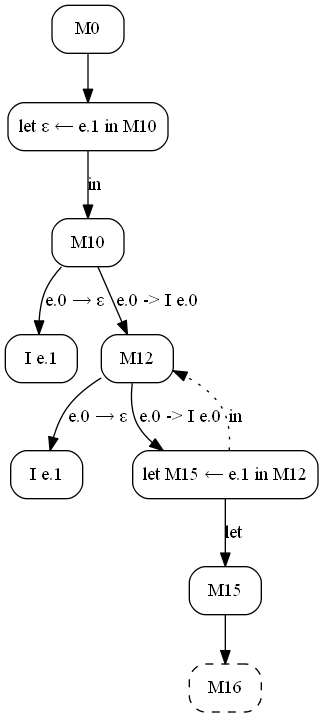 M0
let ε ← e.1 in M10
in
M10
e.0 → ε
e.0 -> I e.0
I e.1
M12
e.0 → ε
e.0 -> I e.0
in
I e.1
let M15 ← e.1 in M12
let
M15
M16